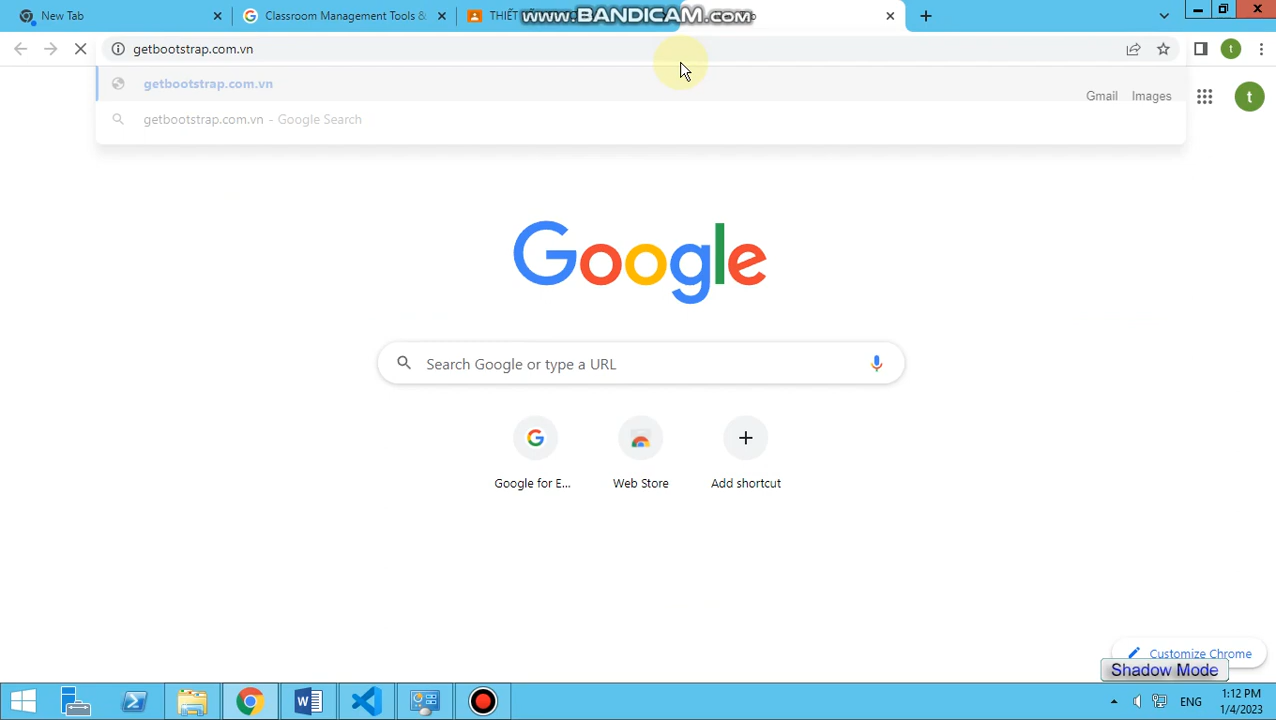 New Tab
Classroom Management Tools &
THIẾT
www.BANDICAM.com
getbootstrap.com.vn
t
getbootstrap.com.vn
getbootstrap.com.vn - Google Search
Gmail
Images
t
Google
Search Google or type a URL
Google for E...
Web Store
Add shortcut
Customize Chrome
Shadow Mode
ENG
1:12 PM
1/4/2023